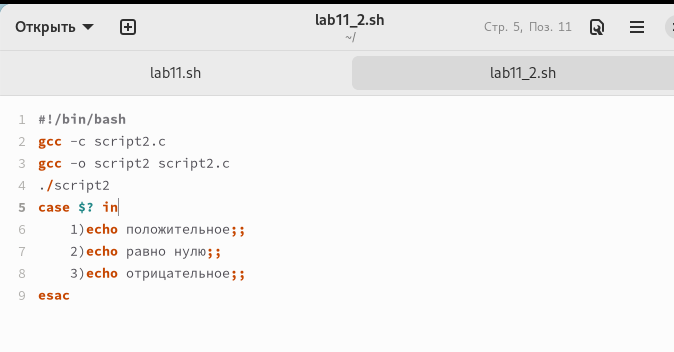 Открыть
lab11_2.sh
~/
Стр. 5, Поз. 11
lab11.sh
lab11_2.sh
1 #!/bin/bash
2 gcc -c script2.c
3 gcc -o script2 script2.c
4 ./script2
5 case $? in
6     1)echo положительное;;
7     2)echo равно нулю;;
8     3)echo отрицательное;;
9 esac